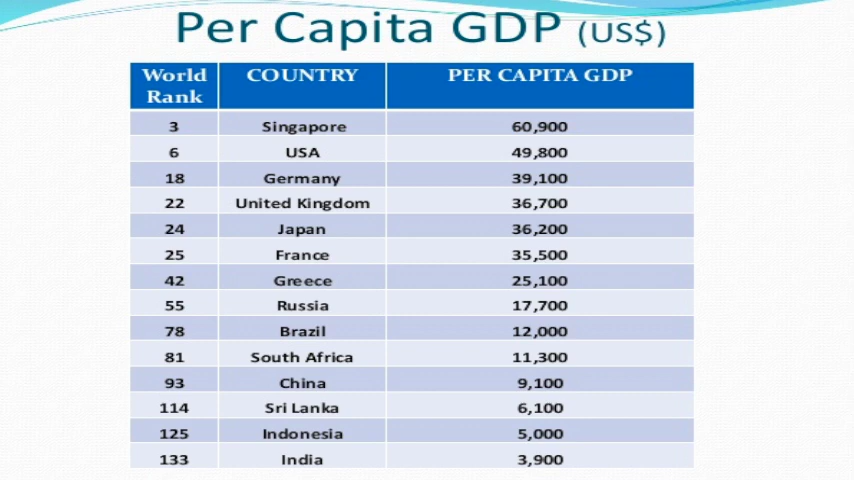 Per Capita GDP (US$)
World Rank COUNTRY PER CAPITA GDP
3 Singapore 60,900
6 USA 49,800
18 Germany 39,100
22 United Kingdom 36,700
24 Japan 36,200
25 France 35,500
42 Greece 25,100
55 Russia 17,700
78 Brazil 12,000
81 South Africa 11,300
93 China 9,100
114 Sri Lanka 6,100
125 Indonesia 5,000
133 India 3,900